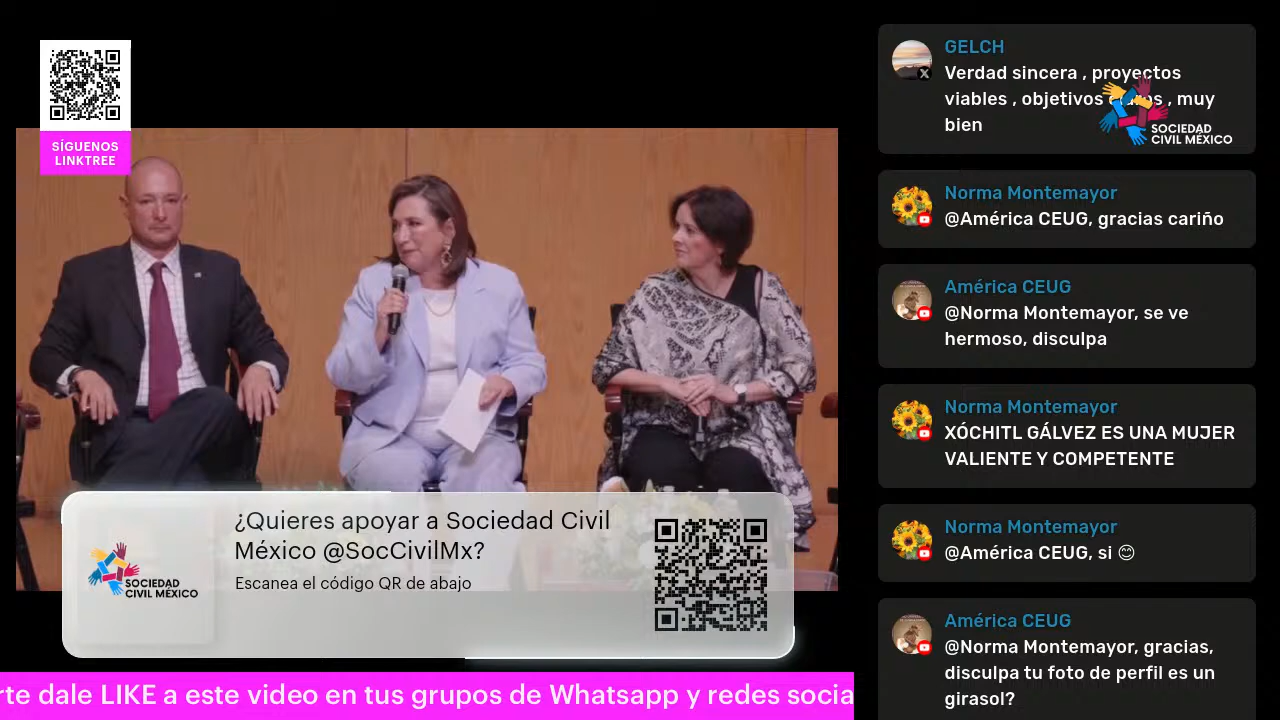 SÍGUENOS
LINKTREE
¿Quieres apoyar a Sociedad Civil
México @SocCivilMx?
Escanea el código QR de abajo
SOCIEDAD
CIVIL MÉXICO
rte dale LIKE a este video en tus grupos de Whatsapp y redes socia
GELCH
Verdad sincera , proyectos
viables , objetivos , muy
bien
SOCIEDAD
CIVIL MÉXICO
Norma Montemayor
@América CEUG, gracias cariño
América CEUG
@Norma Montemayor, se ve
hermoso, disculpa
Norma Montemayor
XÓCHITL GÁLVEZ ES UNA MUJER
VALIENTE Y COMPETENTE
Norma Montemayor
@América CEUG, si 😊
América CEUG
@Norma Montemayor, gracias,
disculpa tu foto de perfil es un
girasol?